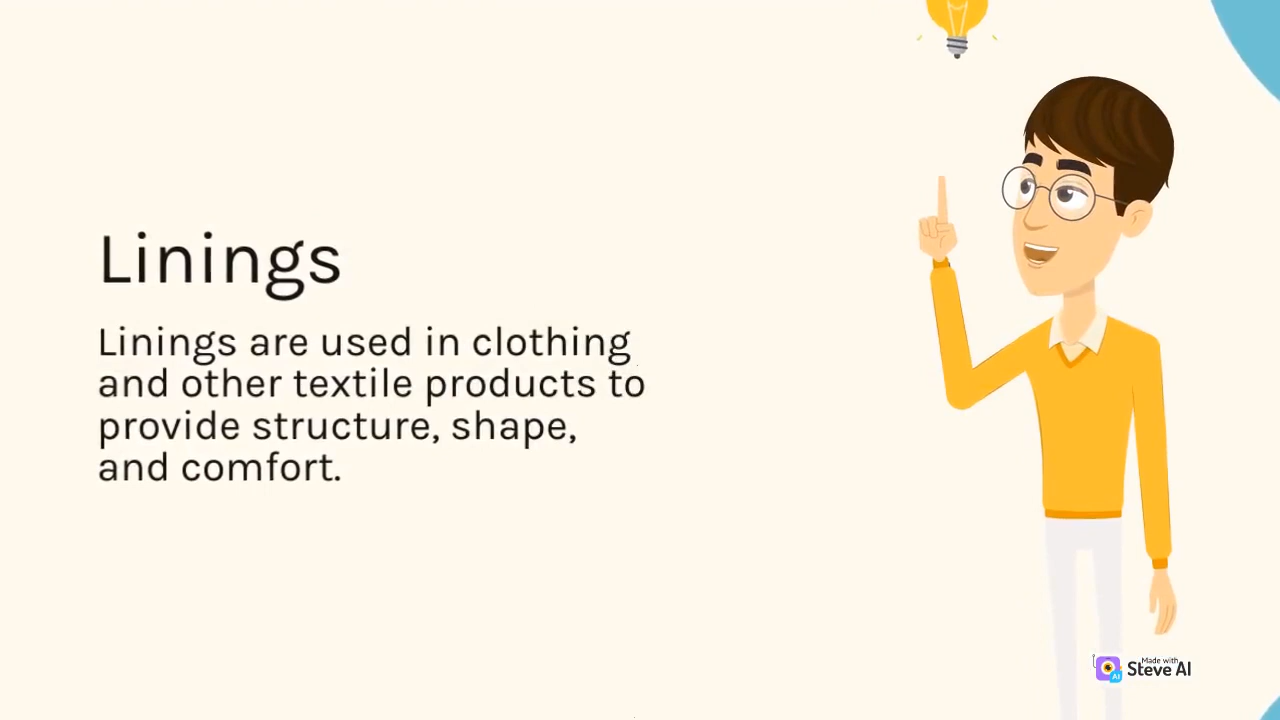 Linings
Linings are used in clothing
and other textile products to
provide structure, shape,
and comfort.
Made with
Steve AI
AI